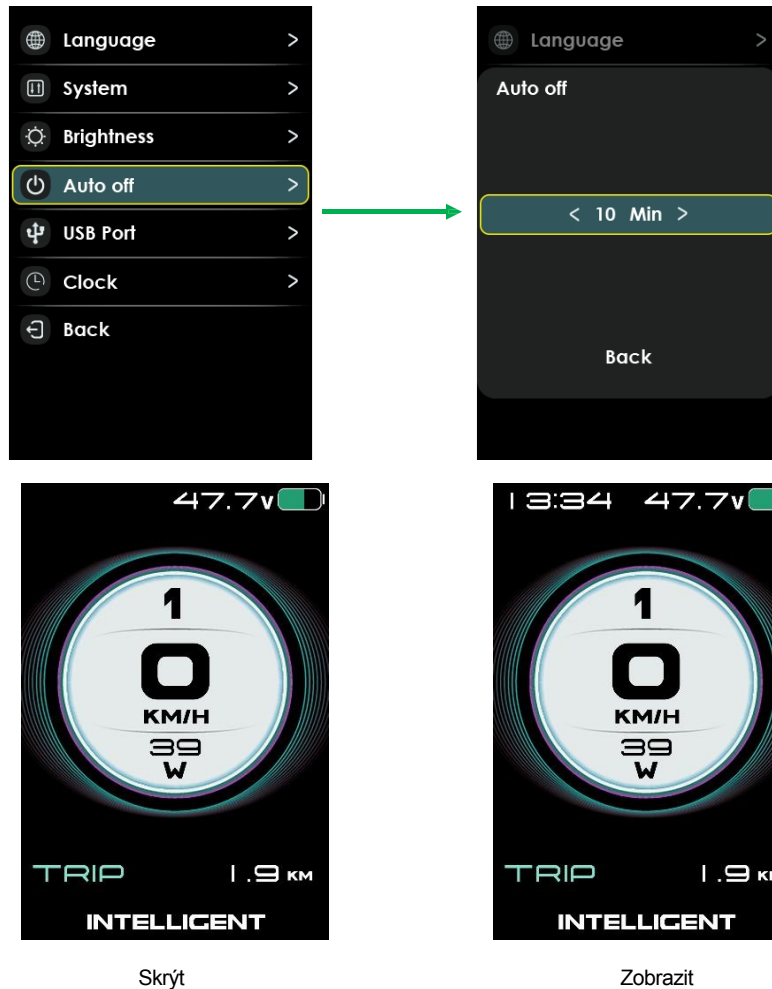 Language >
System >
Brightness >
Auto off >
USB Port >
Clock >
Back
Language >
Auto off
< 10 Min >
Back
47.7V
1
0
KM/H
39
W
TRIP 1.9 KM
INTELLIGENT
Skrýt
13:34 47.7V
1
0
KM/H
39
W
TRIP 1.9
INTELLIGENT
Zobrazit